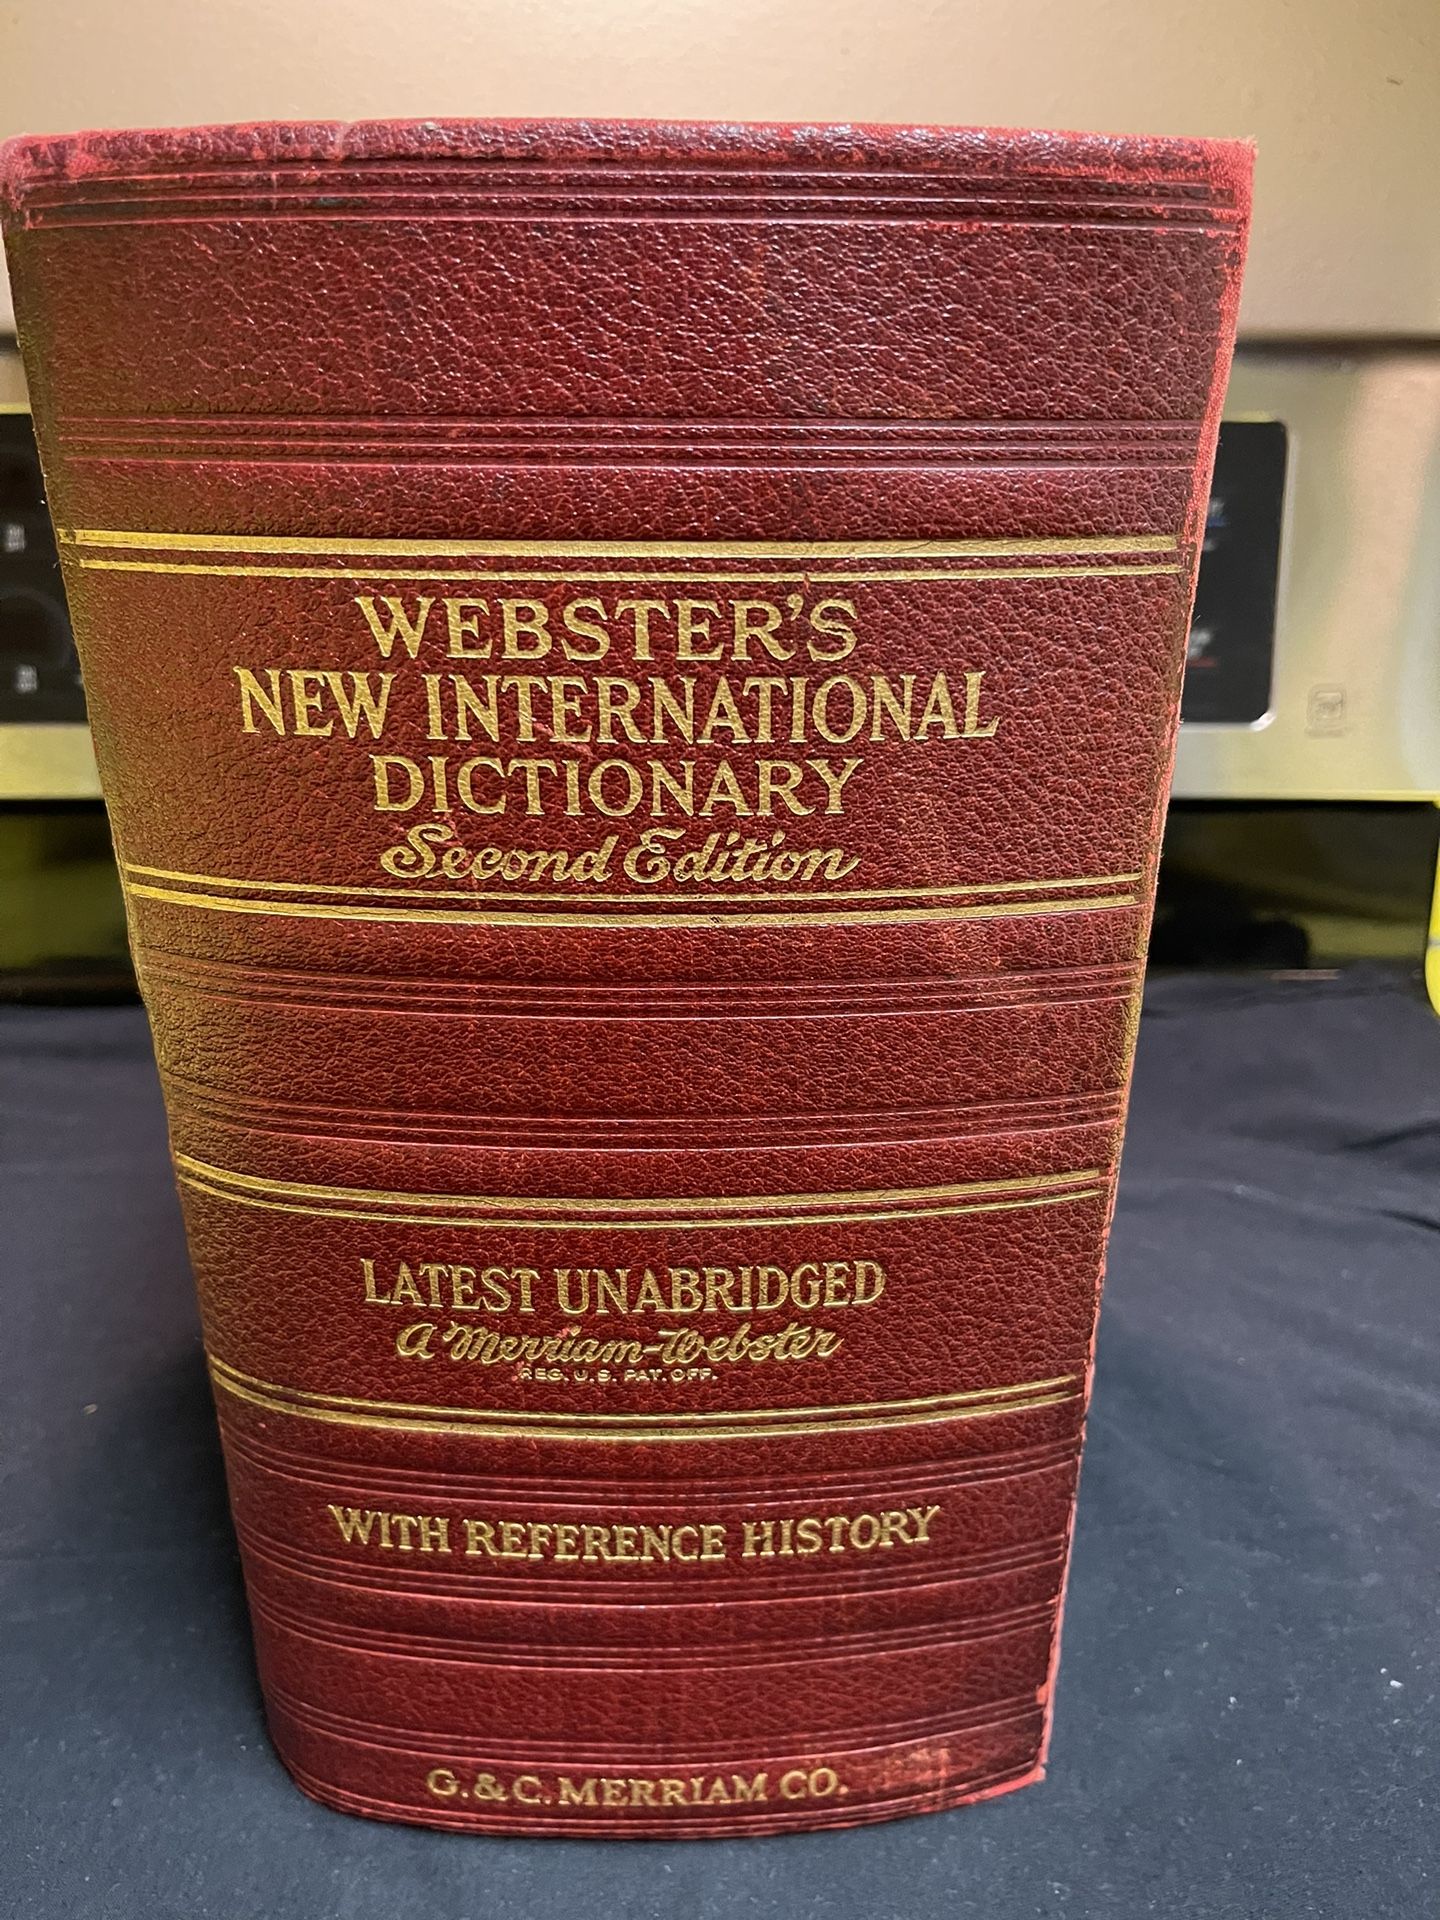 WEBSTER'S
NEW INTERNATIONAL
DICTIONARY
Second Edition
LATEST UNABRIDGED
A Merriam-Webster
REG. U.S. PAT. OFF.
WITH REFERENCE HISTORY
G. & C. MERRIAM CO.